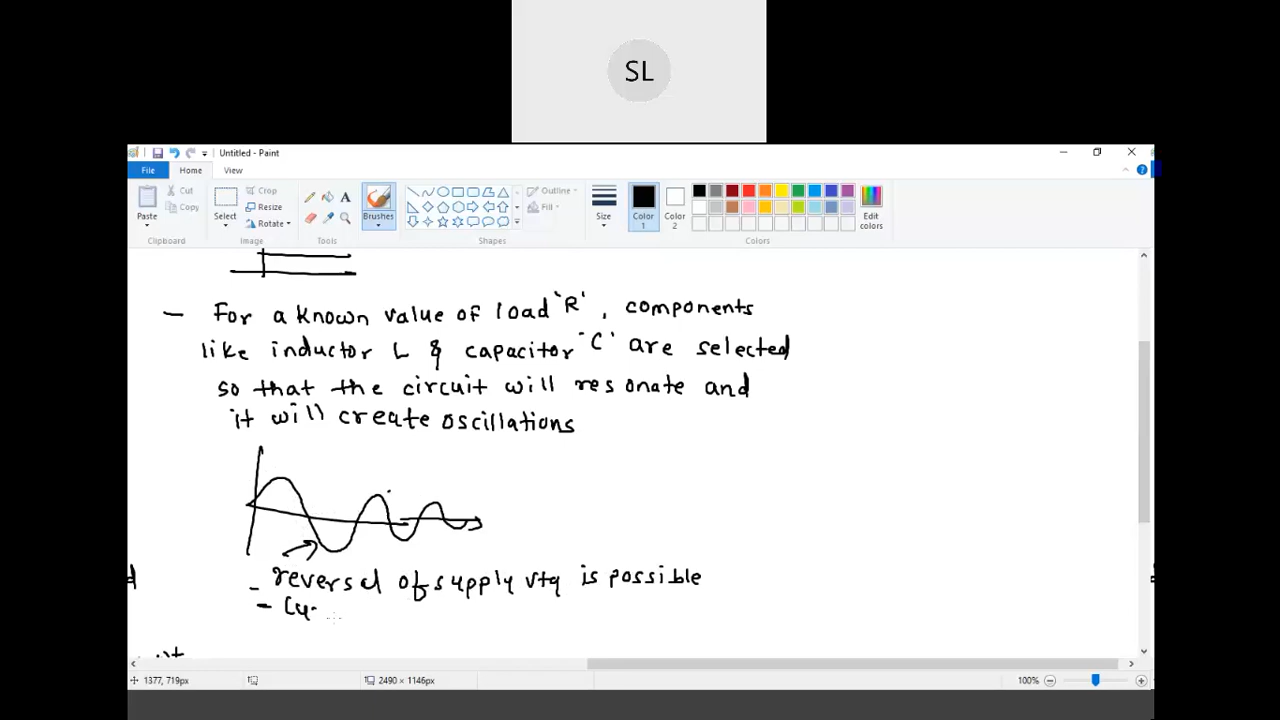 SL
Untitled - Paint
File Home View
Cut
Copy
Paste
Clipboard
Crop
Resize
Rotate
Select
Image
Tools
Brushes
Outline
Fill
Shapes
Size
Color 1
Color 2
Edit colors
Colors
- For a known value of load 'R', components
like inductor L & capacitor 'C' are selected
so that the circuit will resonate and
it will create oscillations
- reversal of supply vtg is possible
- Cu
1377, 719px
2490 × 1146px
100%